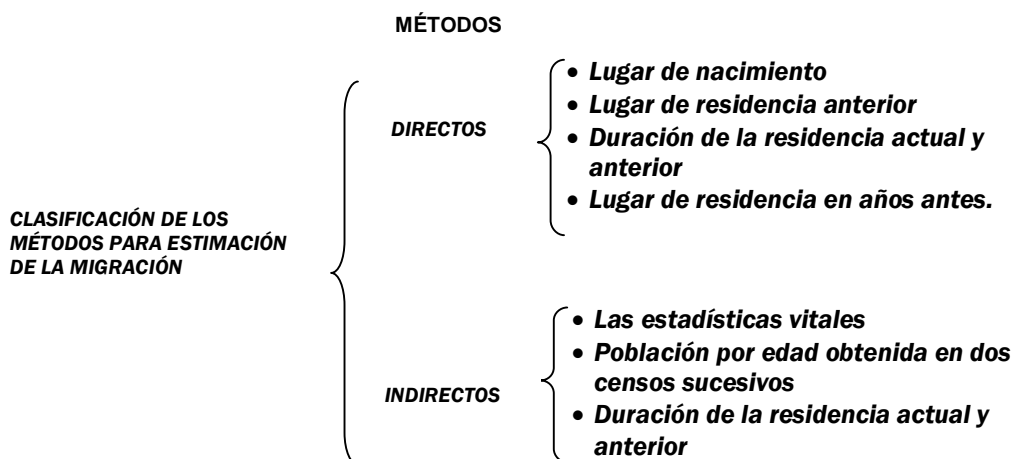 MÉTODOS
CLASIFICACIÓN DE LOS
MÉTODOS PARA ESTIMACIÓN
DE LA MIGRACIÓN
DIRECTOS
• Lugar de nacimiento
• Lugar de residencia anterior
• Duración de la residencia actual y
anterior
• Lugar de residencia en años antes.
INDIRECTOS
• Las estadísticas vitales
• Población por edad obtenida en dos
censos sucesivos
• Duración de la residencia actual y
anterior